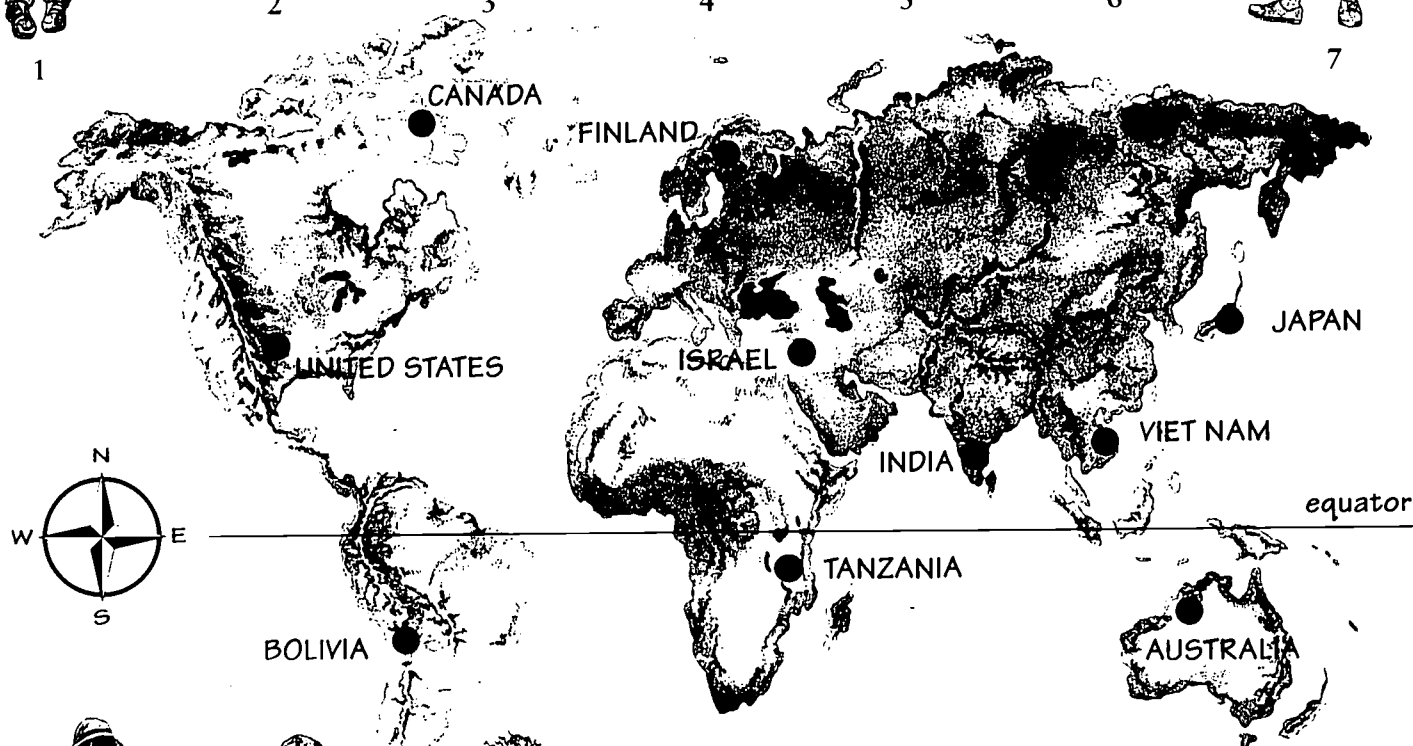 2 3 4 5 6
1 7
CANADA
FINLAND
JAPAN
ISRAEL
UNITED STATES
VIET NAM
INDIA
N
equator
W E
TANZANIA
S
BOLIVIA
AUSTRALIA